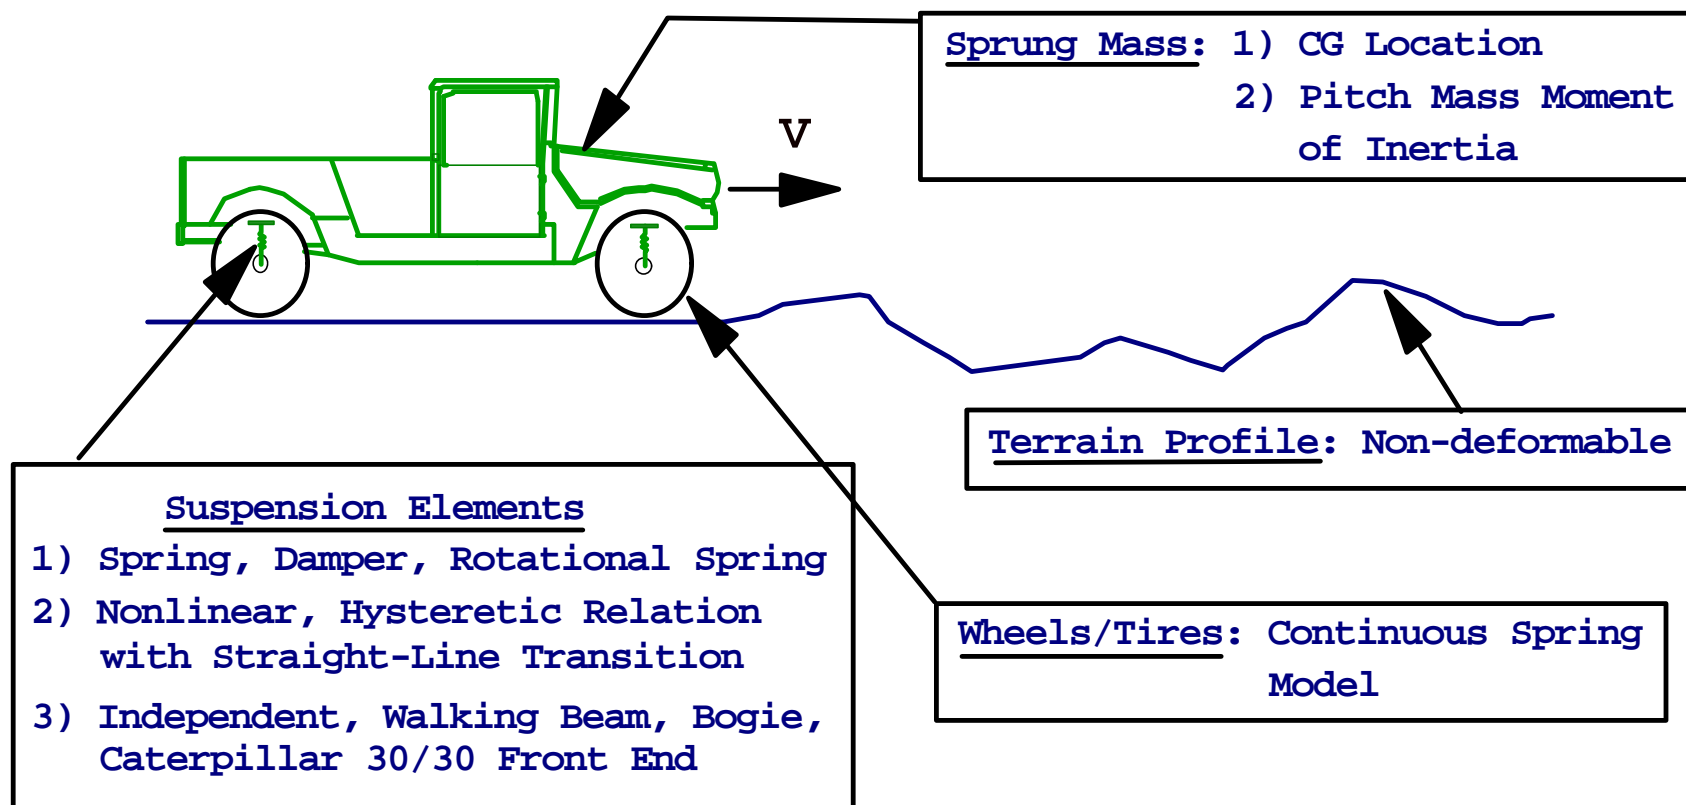 Sprung Mass: 1) CG Location
2) Pitch Mass Moment
of Inertia
V
Terrain Profile: Non-deformable
Suspension Elements
1) Spring, Damper, Rotational Spring
2) Nonlinear, Hysteretic Relation
with Straight-Line Transition
3) Independent, Walking Beam, Bogie,
Caterpillar 30/30 Front End
Wheels/Tires: Continuous Spring
Model